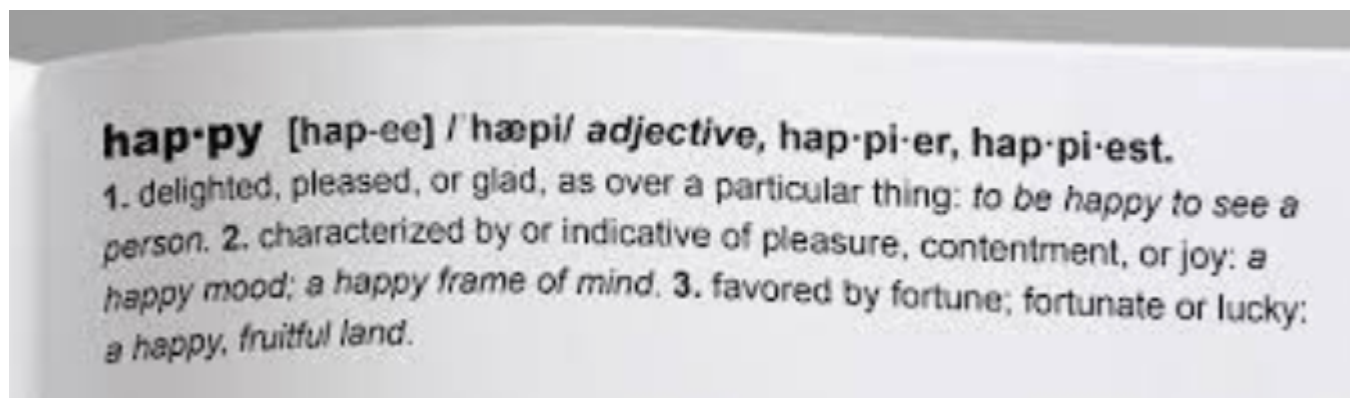 hap·py [hap-ee] /ˈhæpi/ adjective, hap·pi·er, hap·pi·est.
1. delighted, pleased, or glad, as over a particular thing: to be happy to see a
person. 2. characterized by or indicative of pleasure, contentment, or joy: a
happy mood; a happy frame of mind. 3. favored by fortune; fortunate or lucky:
a happy, fruitful land.